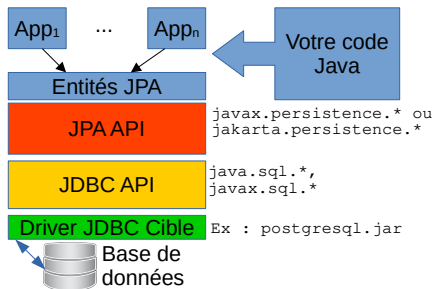 App1 ... Appn
Votre code
Java
Entités JPA
JPA API
javax.persistence.* ou
jakarta.persistence.*
JDBC API
java.sql.*,
javax.sql.*
Driver JDBC Cible
Ex : postgresql.jar
Base de
données